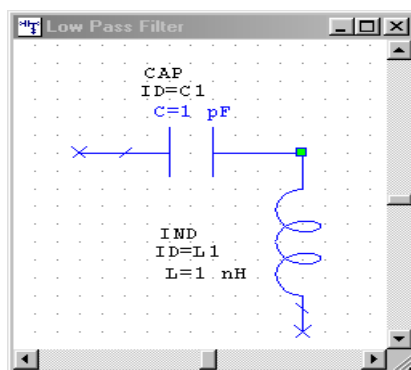 Low Pass Filter
CAP
ID=C1
C=1 pF
IND
ID=L1
L=1 nH